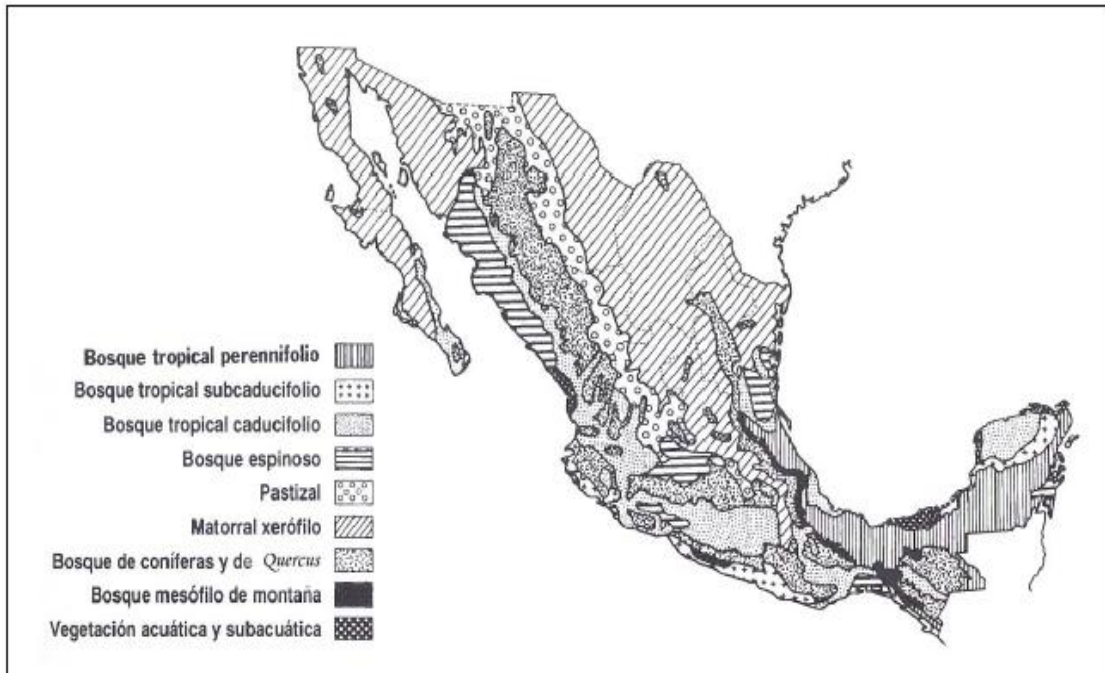 Bosque tropical perennifolio
Bosque tropical subcaducifolio
Bosque tropical caducifolio
Bosque espinoso
Pastizal
Matorral xerófilo
Bosque de coníferas y de Quercus
Bosque mesófilo de montaña
Vegetación acuática y subacuática